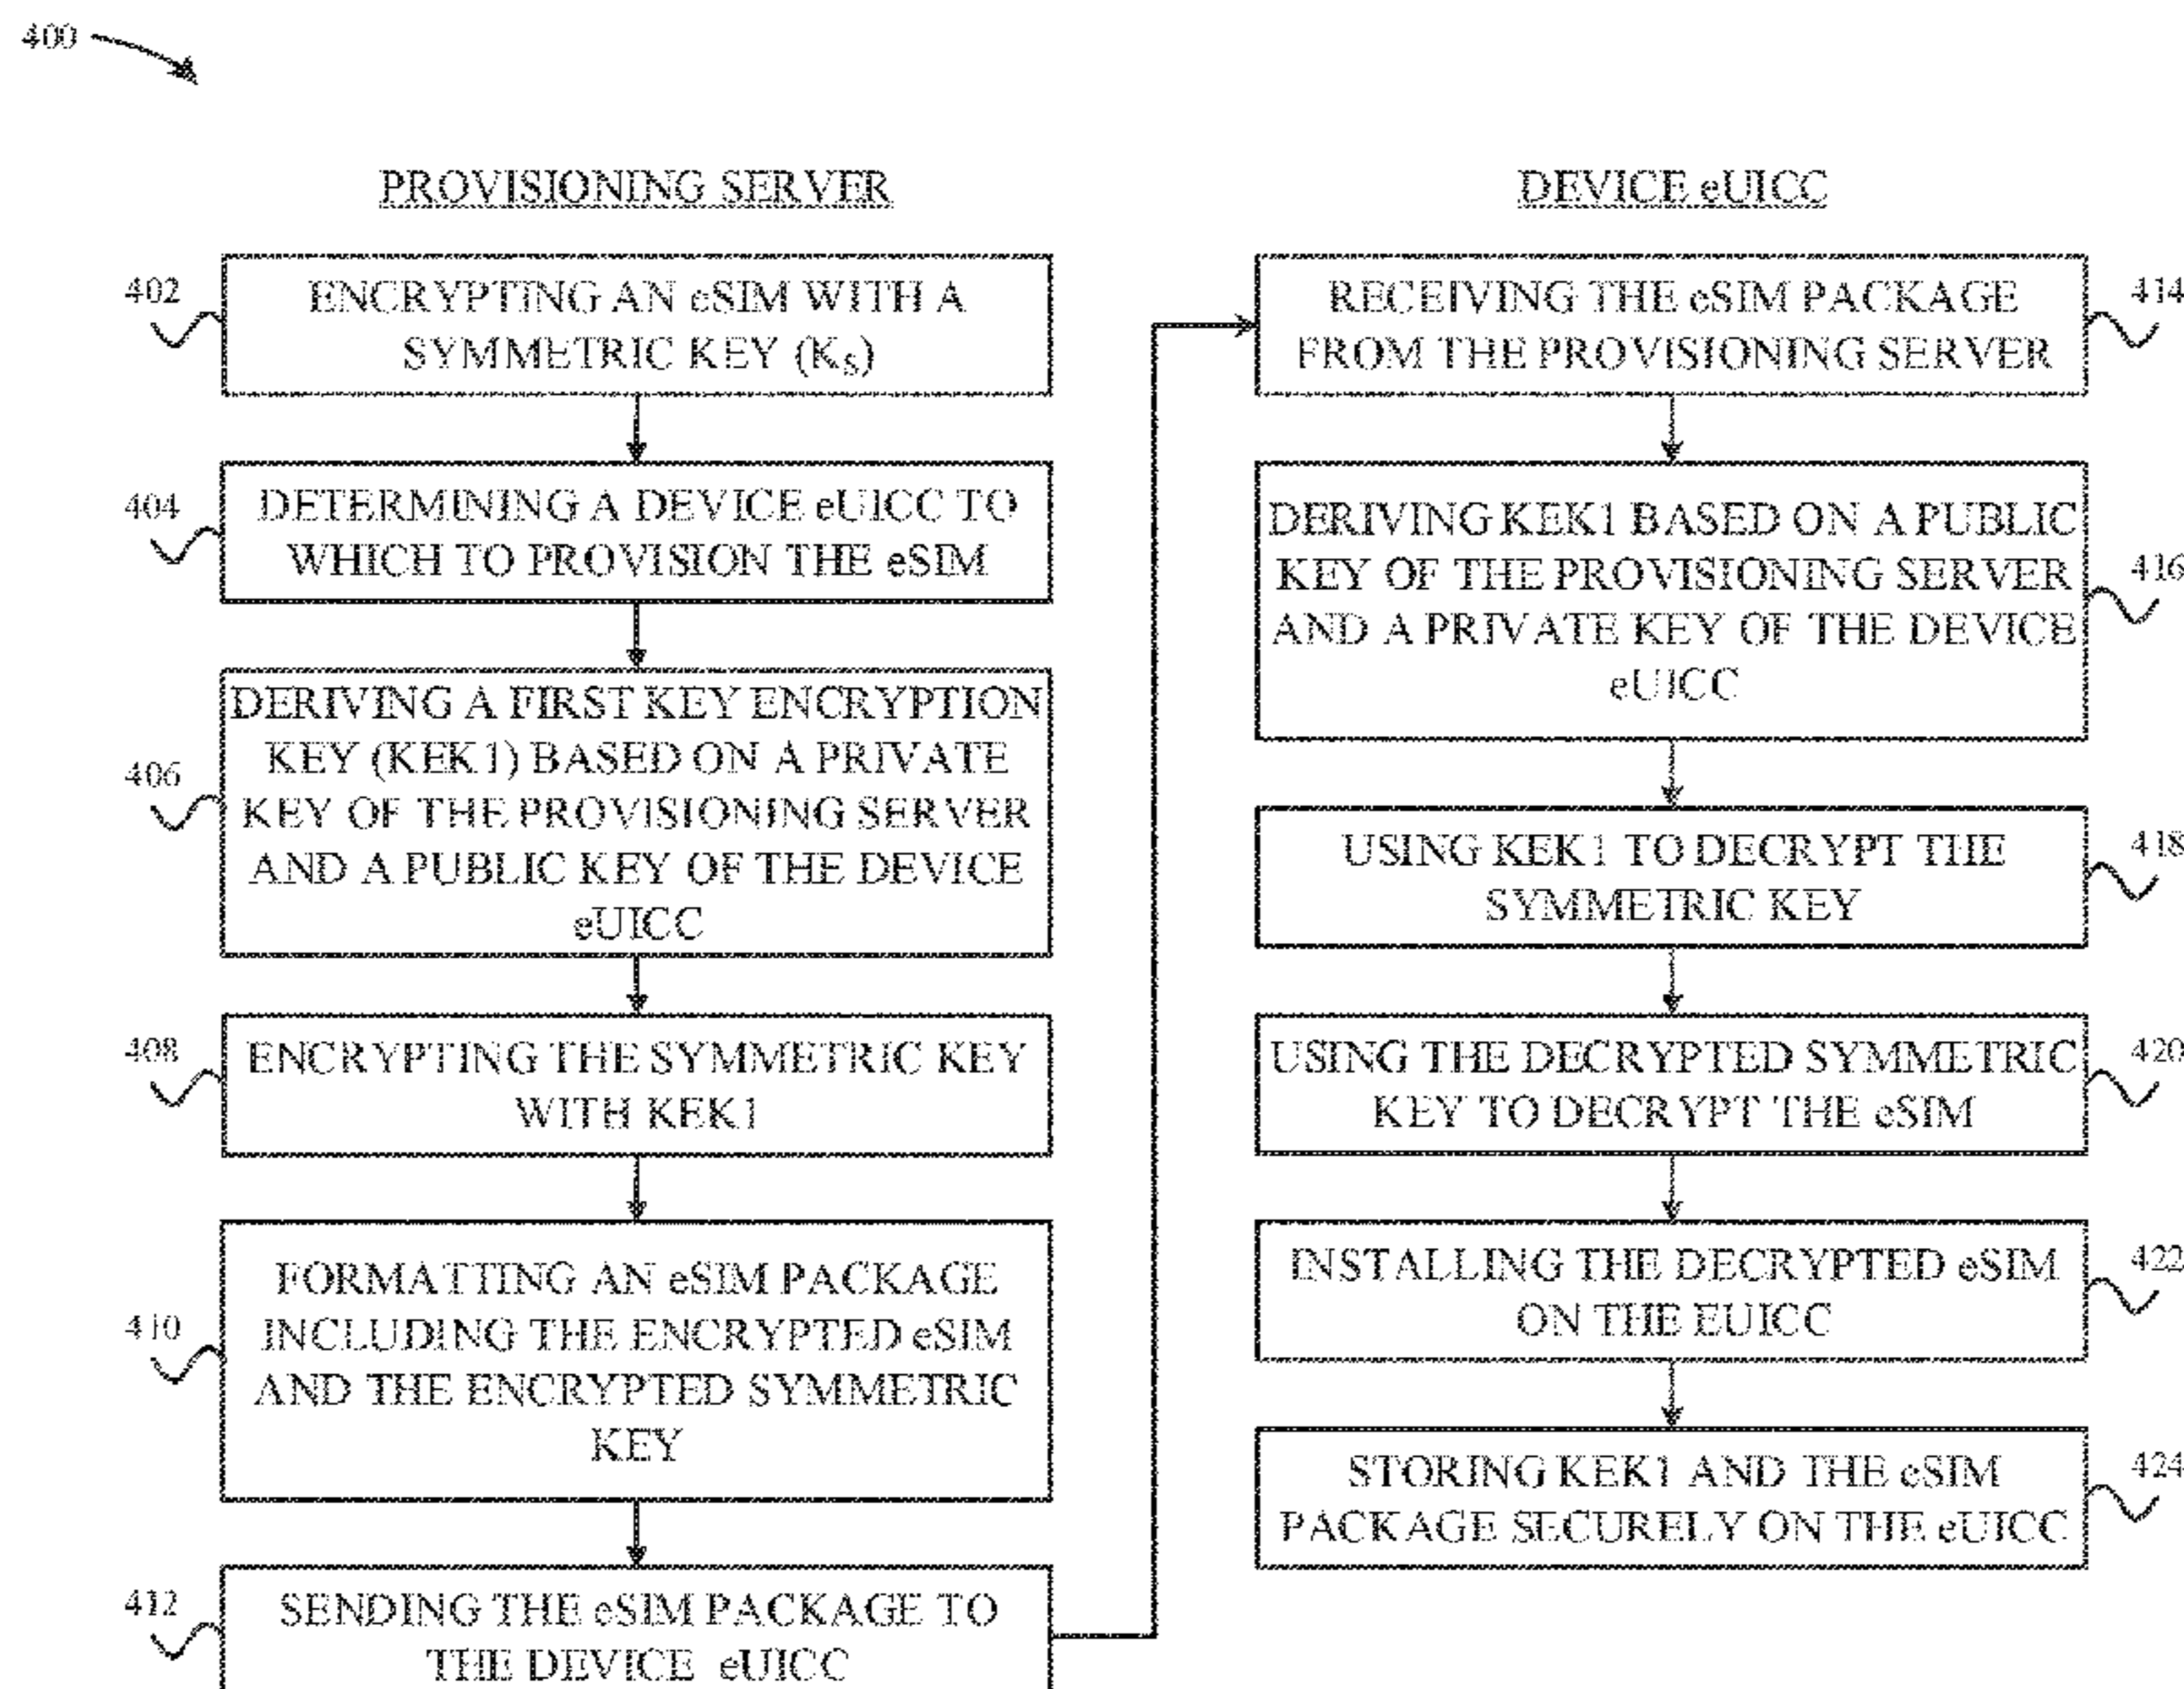 400
PROVISIONING SERVER
402
ENCRYPTING AN eSIM WITH A
SYMMETRIC KEY (KS)
404
DETERMINING A DEVICE eUICC TO
WHICH TO PROVISION THE eSIM
406
DERIVING A FIRST KEY ENCRYPTION
KEY (KEK1) BASED ON A PRIVATE
KEY OF THE PROVISIONING SERVER
AND A PUBLIC KEY OF THE DEVICE
eUICC
408
ENCRYPTING THE SYMMETRIC KEY
WITH KEK1
410
FORMATTING AN eSIM PACKAGE
INCLUDING THE ENCRYPTED eSIM
AND THE ENCRYPTED SYMMETRIC
KEY
412
SENDING THE eSIM PACKAGE TO
THE DEVICE eUICC
DEVICE eUICC
RECEIVING THE eSIM PACKAGE
FROM THE PROVISIONING SERVER
414
DERIVING KEK1 BASED ON A PUBLIC
KEY OF THE PROVISIONING SERVER
AND A PRIVATE KEY OF THE DEVICE
eUICC
416
USING KEK1 TO DECRYPT THE
SYMMETRIC KEY
418
USING THE DECRYPTED SYMMETRIC
KEY TO DECRYPT THE eSIM
420
INSTALLING THE DECRYPTED eSIM
ON THE EUICC
422
STORING KEK1 AND THE eSIM
PACKAGE SECURELY ON THE eUICC
424